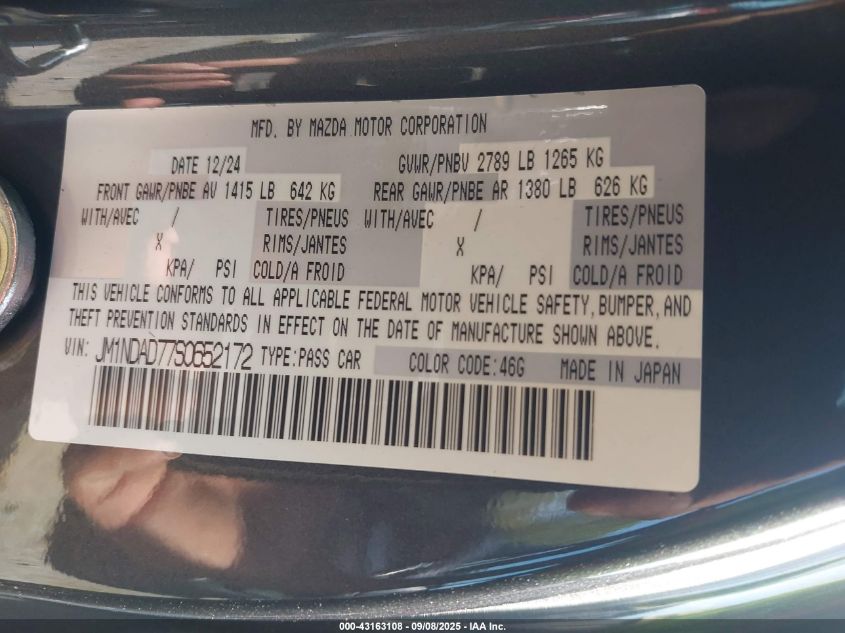 MFD. BY MAZDA MOTOR CORPORATION
DATE 12/24 GVWR/PNBV 2789 LB 1265 KG
FRONT GAWR/PNBE AV 1415 LB 642 KG REAR GAWR/PNBE AR 1380 LB 626 KG
WITH/AVEC / TIRES/PNEUS WITH/AVEC / TIRES/PNEUS
X RIMS/JANTES X RIMS/JANTES
KPA/ PSI COLD/A FROID KPA/ PSI COLD/A FROID
THIS VEHICLE CONFORMS TO ALL APPLICABLE FEDERAL MOTOR VEHICLE SAFETY, BUMPER, AND
THEFT PREVENTION STANDARDS IN EFFECT ON THE DATE OF MANUFACTURE SHOWN ABOVE.
VIN: JM1NDAD77S0652172 TYPE:PASS CAR COLOR CODE:46G MADE IN JAPAN
000-43163108 - 09/08/2025 - IAA Inc.